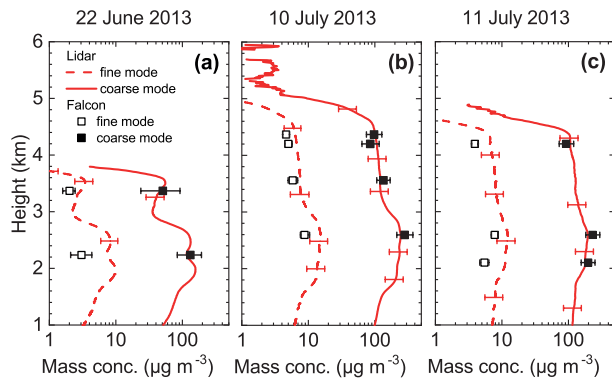 22 June 2013 10 July 2013 11 July 2013
6 Lidar (a) (b) (c)
fine mode
coarse mode
5 Falcon
fine mode
coarse mode
4
Height (km)
3
2
1
1 10 100 1 10 100 1 10 100
Mass conc. (µg m⁻³) Mass conc. (µg m⁻³) Mass conc. (µg m⁻³)